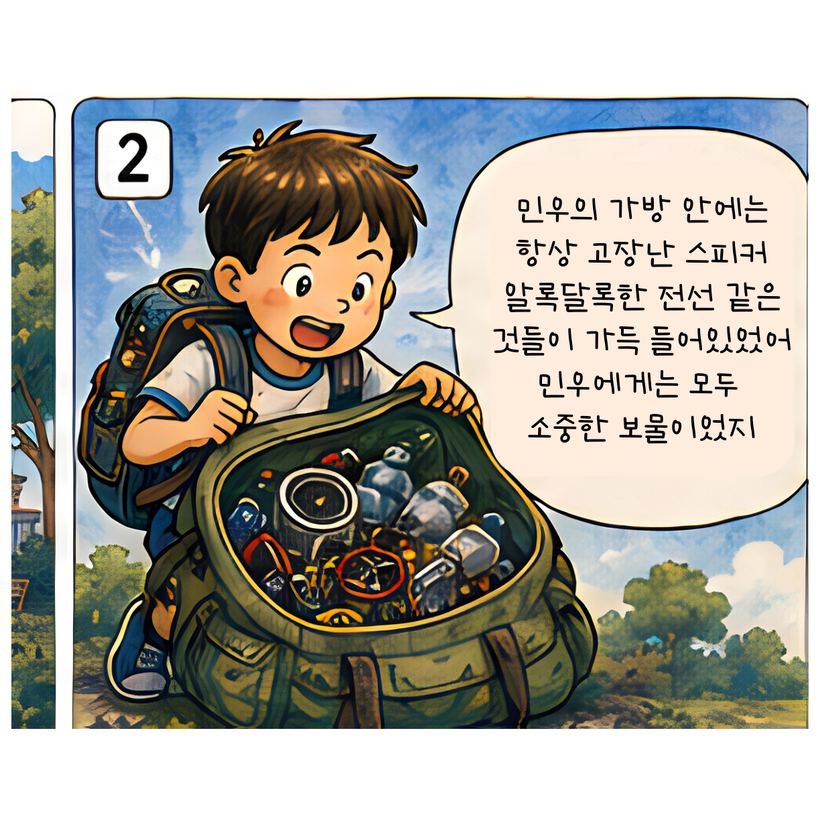 2
민우의 가방 안에는
항상 고장난 스피커
알록달록한 전선 같은
것들이 가득 들어있었어
민우에게는 모두
소중한 보물이었지